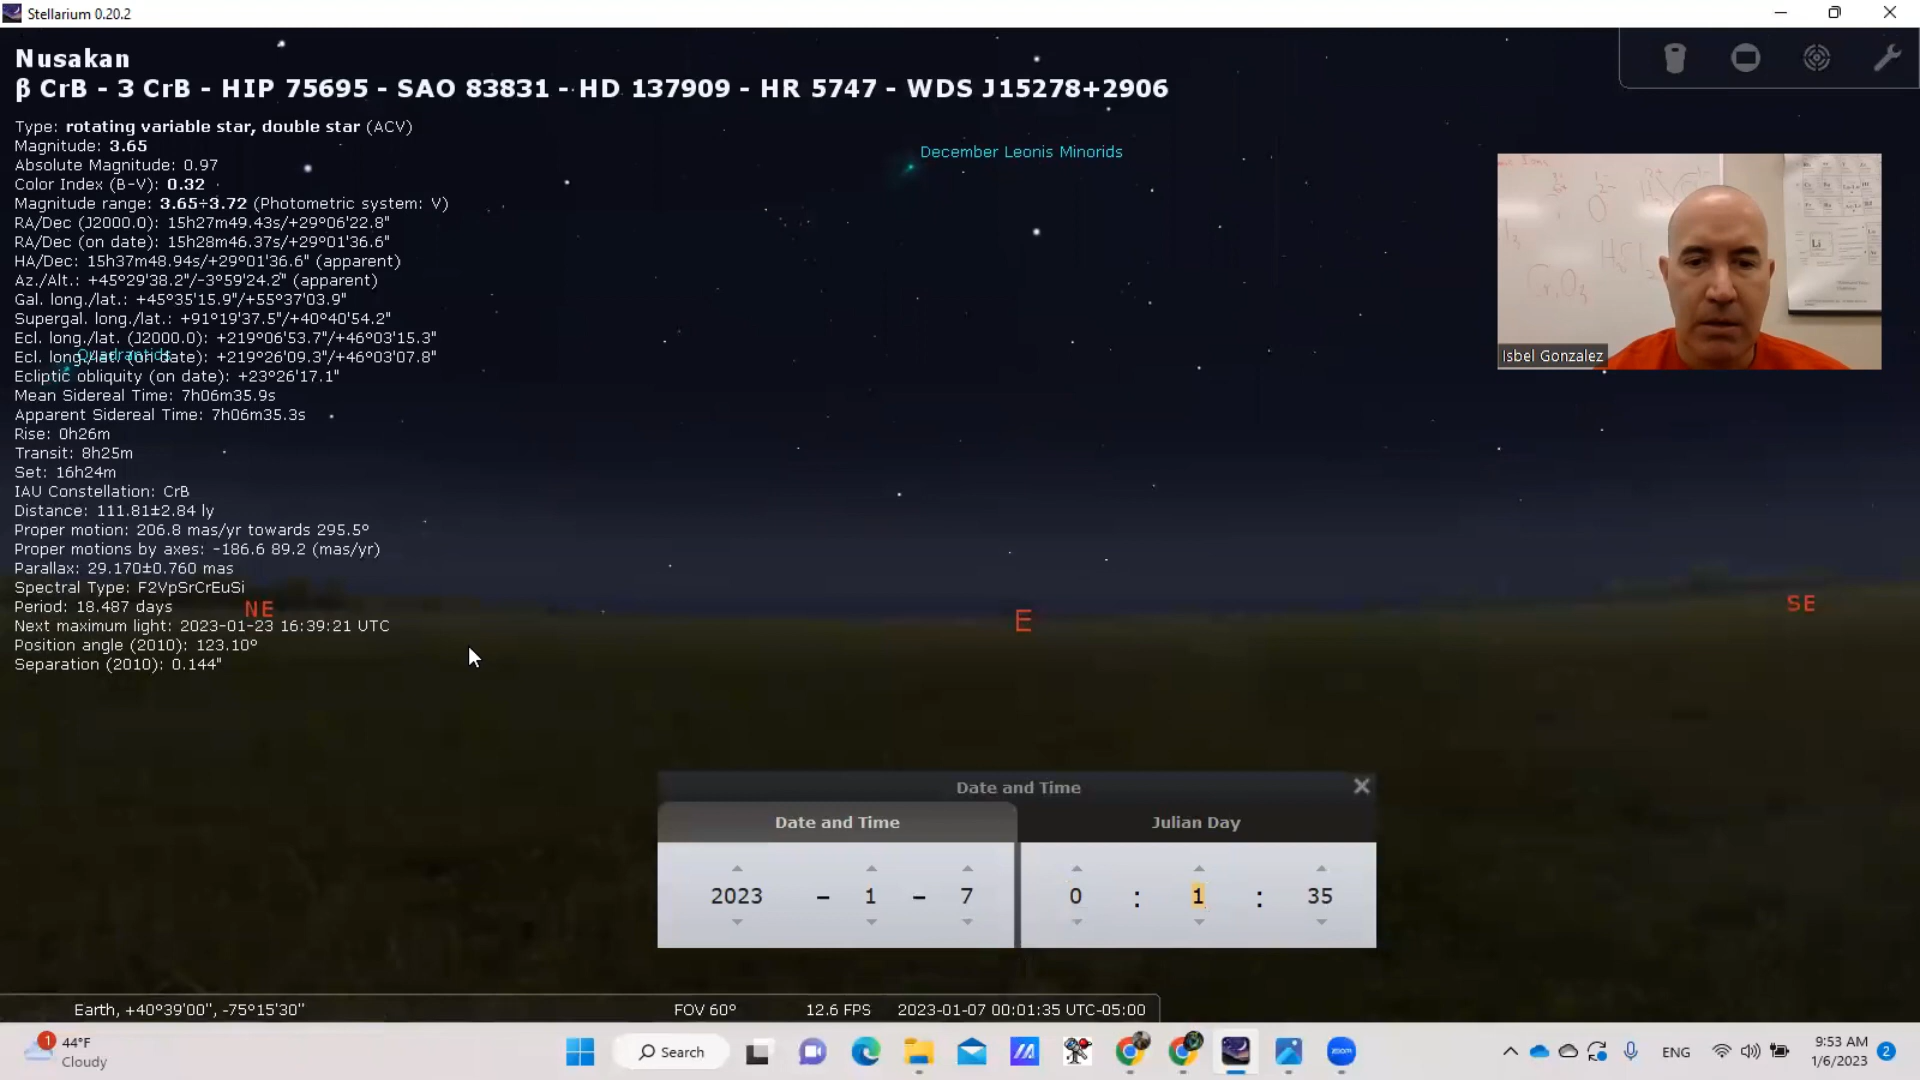 Stellarium 0.20.2
Nusakan
β CrB - 3 CrB - HIP 75695 - SAO 83831 - HD 137909 - HR 5747 - WDS J15278+2906
Type: rotating variable star, double star (ACV)
Magnitude: 3.65
Absolute Magnitude: 0.97
Color Index (B-V): 0.32
Magnitude range: 3.65÷3.72 (Photometric system: V)
RA/Dec (J2000.0): 15h27m49.43s/+29°06'22.8"
RA/Dec (on date): 15h28m46.37s/+29°01'36.6"
HA/Dec: 15h37m48.94s/+29°01'36.6" (apparent)
Az./Alt.: +45°29'38.2"/-3°59'24.2" (apparent)
Gal. long./lat.: +45°35'15.9"/+55°37'03.9"
Supergal. long./lat.: +91°19'37.5"/+40°40'54.2"
Ecl. long./lat. (J2000.0): +219°06'53.7"/+46°03'15.3"
Ecl. long./lat. (on date): +219°26'09.3"/+46°03'07.8"
Ecliptic obliquity (on date): +23°26'17.1"
Mean Sidereal Time: 7h06m35.9s
Apparent Sidereal Time: 7h06m35.3s
Rise: 0h26m
Transit: 8h25m
Set: 16h24m
IAU Constellation: CrB
Distance: 111.81±2.84 ly
Proper motion: 206.8 mas/yr towards 295.5°
Proper motions by axes: -186.6 89.2 (mas/yr)
Parallax: 29.170±0.760 mas
Spectral Type: F2VpSrCrEuSi
Period: 18.487 days
Next maximum light: 2023-01-23 16:39:21 UTC
Position angle (2010): 123.10°
Separation (2010): 0.144"
Quadrantids
December Leonis Minorids
Li
Isbel Gonzalez
NE
E
SE
Date and Time
Date and Time
Julian Day
2023 - 1 - 7
0 : 1 : 35
Earth, +40°39'00", -75°15'30"
FOV 60°
12.6 FPS
2023-01-07 00:01:35 UTC-05:00
1
44°F
Cloudy
Search
zoom
ENG
9:53 AM
1/6/2023
2